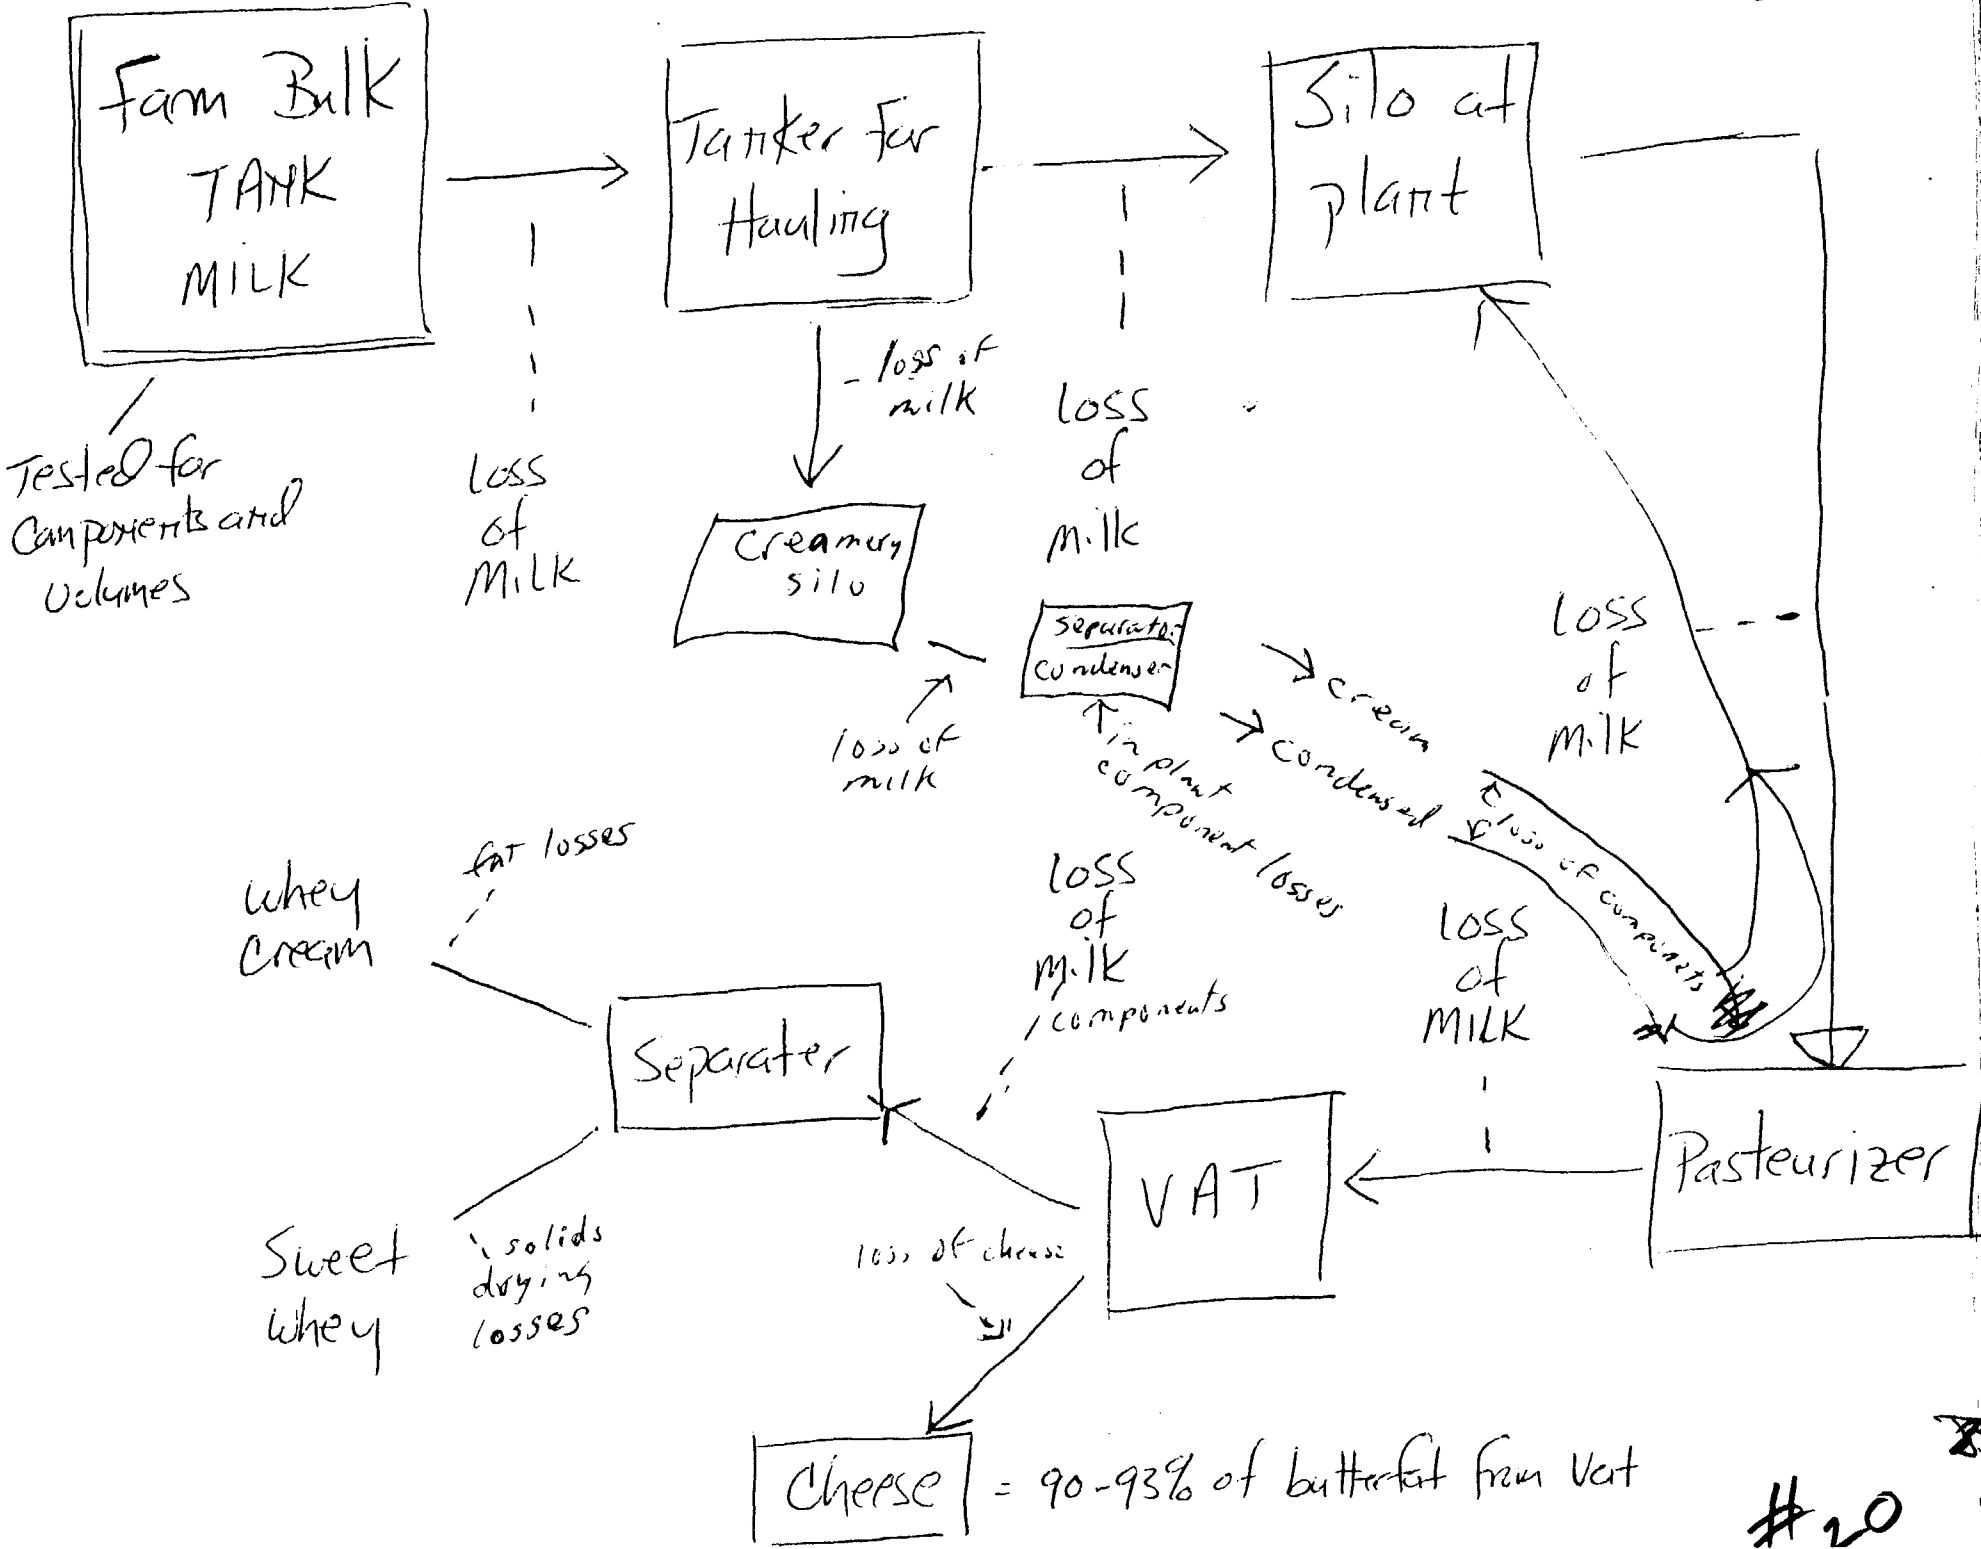 Farm Bulk
TANK
MILK
Tanker For
Hauling
Silo at
plant
Tested for
Components and
Volumes
Loss
of
MILK
- loss of
milk
Loss
of
Milk
Creamery
silo
separator
condenser
loss of
milk
in plant
component losses
→ cream
→ condensed
loss of components
Loss
of
Milk
Loss
of
MILK
Pasteurizer
VAT
Loss
of
Milk
/ components
Separater
fat losses
whey
cream
Sweet
whey
solids
drying
losses
loss of cheese
Cheese = 90-93% of butterfat from Vat
#20